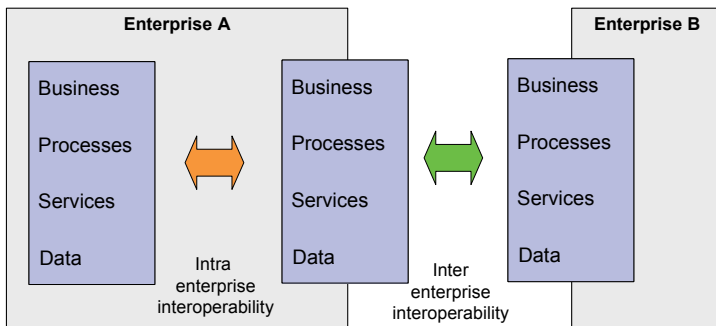 Enterprise A
Enterprise B
Business
Processes
Services
Data
Business
Processes
Services
Data
Business
Processes
Services
Data
Intra
enterprise
interoperability
Inter
enterprise
interoperability